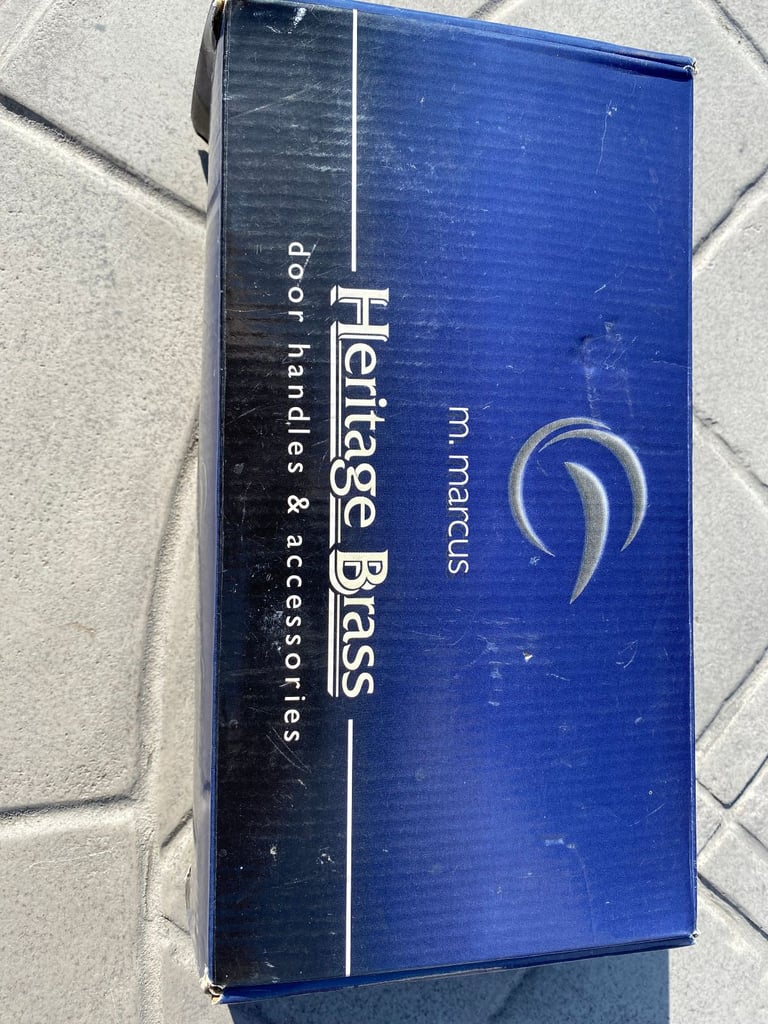 m. marcus
Heritage Brass
door handles & accessories